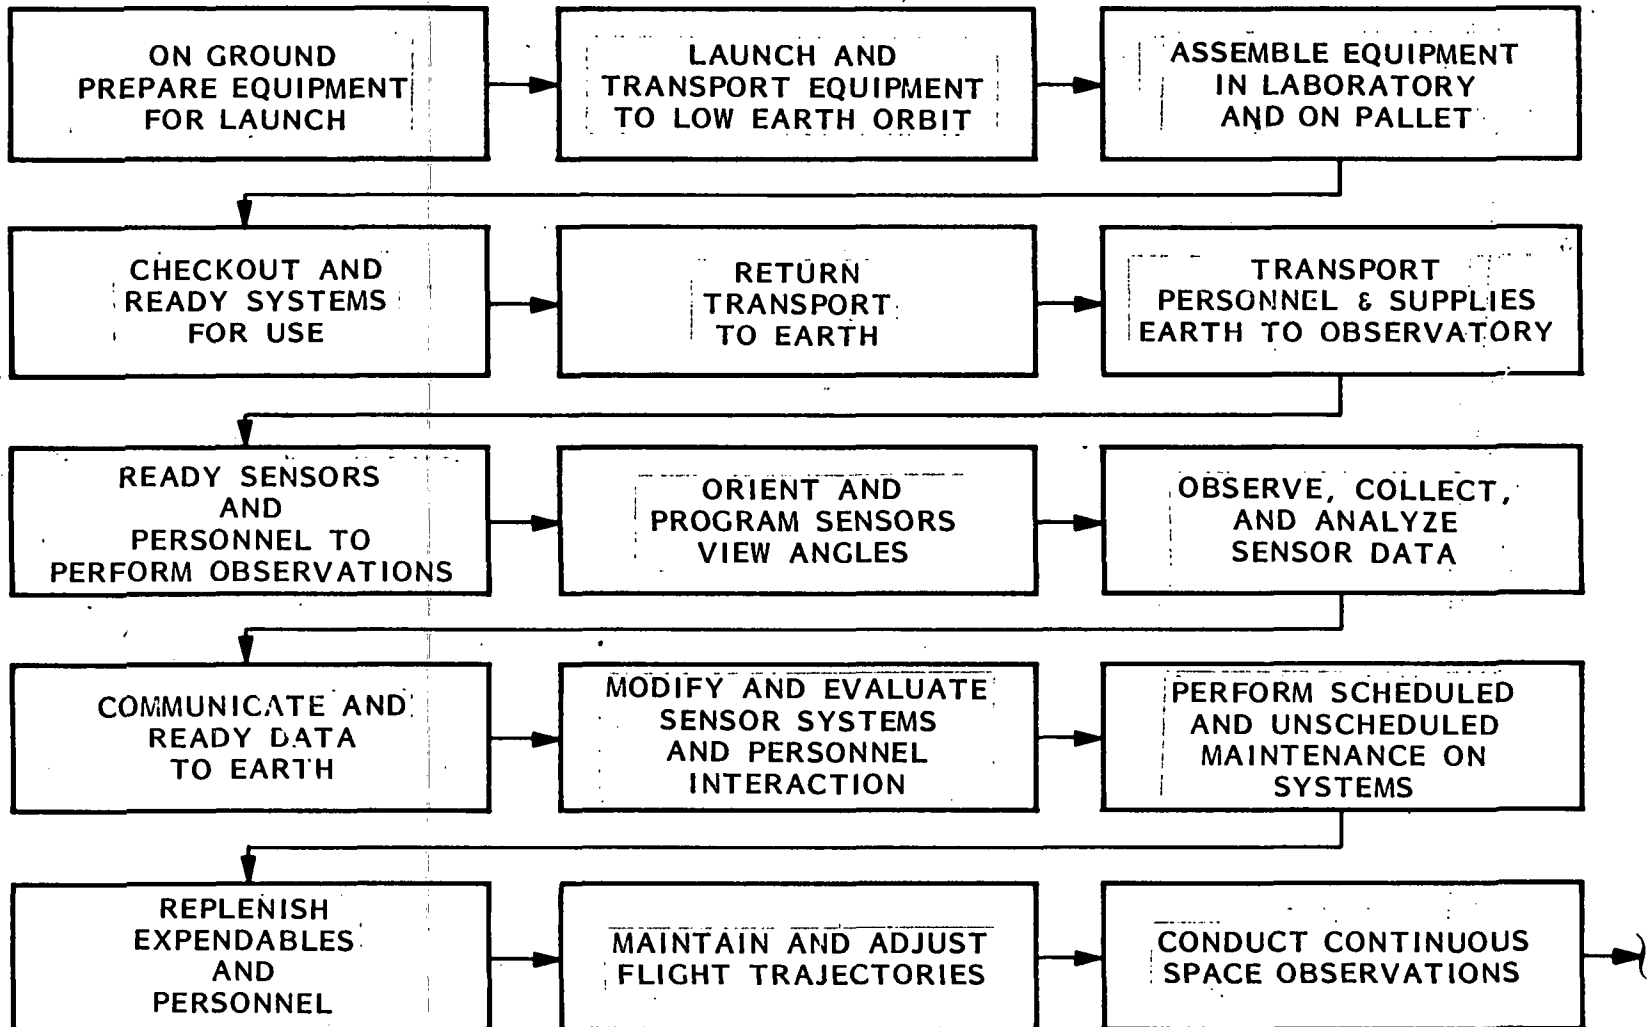 ON GROUND
PREPARE EQUIPMENT
FOR LAUNCH
LAUNCH AND
TRANSPORT EQUIPMENT
TO LOW EARTH ORBIT
ASSEMBLE EQUIPMENT
IN LABORATORY
AND ON PALLET
CHECKOUT AND
READY SYSTEMS
FOR USE
RETURN
TRANSPORT
TO EARTH
TRANSPORT
PERSONNEL & SUPPLIES
EARTH TO OBSERVATORY
READY SENSORS
AND
PERSONNEL TO
PERFORM OBSERVATIONS
ORIENT AND
PROGRAM SENSORS
VIEW ANGLES
OBSERVE, COLLECT,
AND ANALYZE
SENSOR DATA
COMMUNICATE AND
READY DATA
TO EARTH
MODIFY AND EVALUATE
SENSOR SYSTEMS
AND PERSONNEL
INTERACTION
PERFORM SCHEDULED
AND UNSCHEDULED
MAINTENANCE ON
SYSTEMS
REPLENISH
EXPENDABLES
AND
PERSONNEL
MAINTAIN AND ADJUST
FLIGHT TRAJECTORIES
CONDUCT CONTINUOUS
SPACE OBSERVATIONS